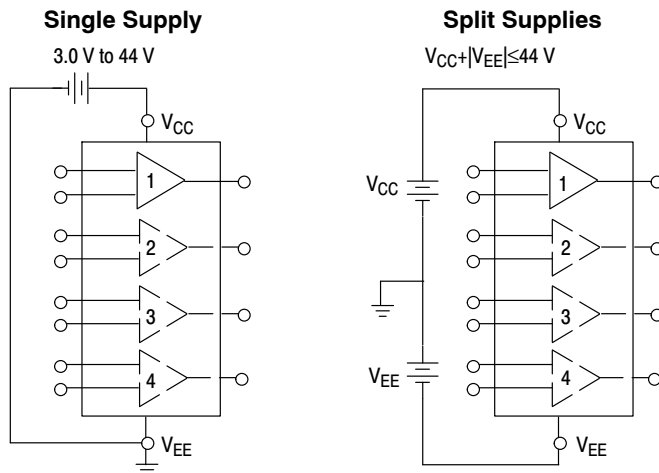 Single Supply
3.0 V to 44 V
VCC
1
2
3
4
VEE
Split Supplies
VCC+|VEE|≤44 V
VCC
VCC
1
2
3
VEE
4
VEE